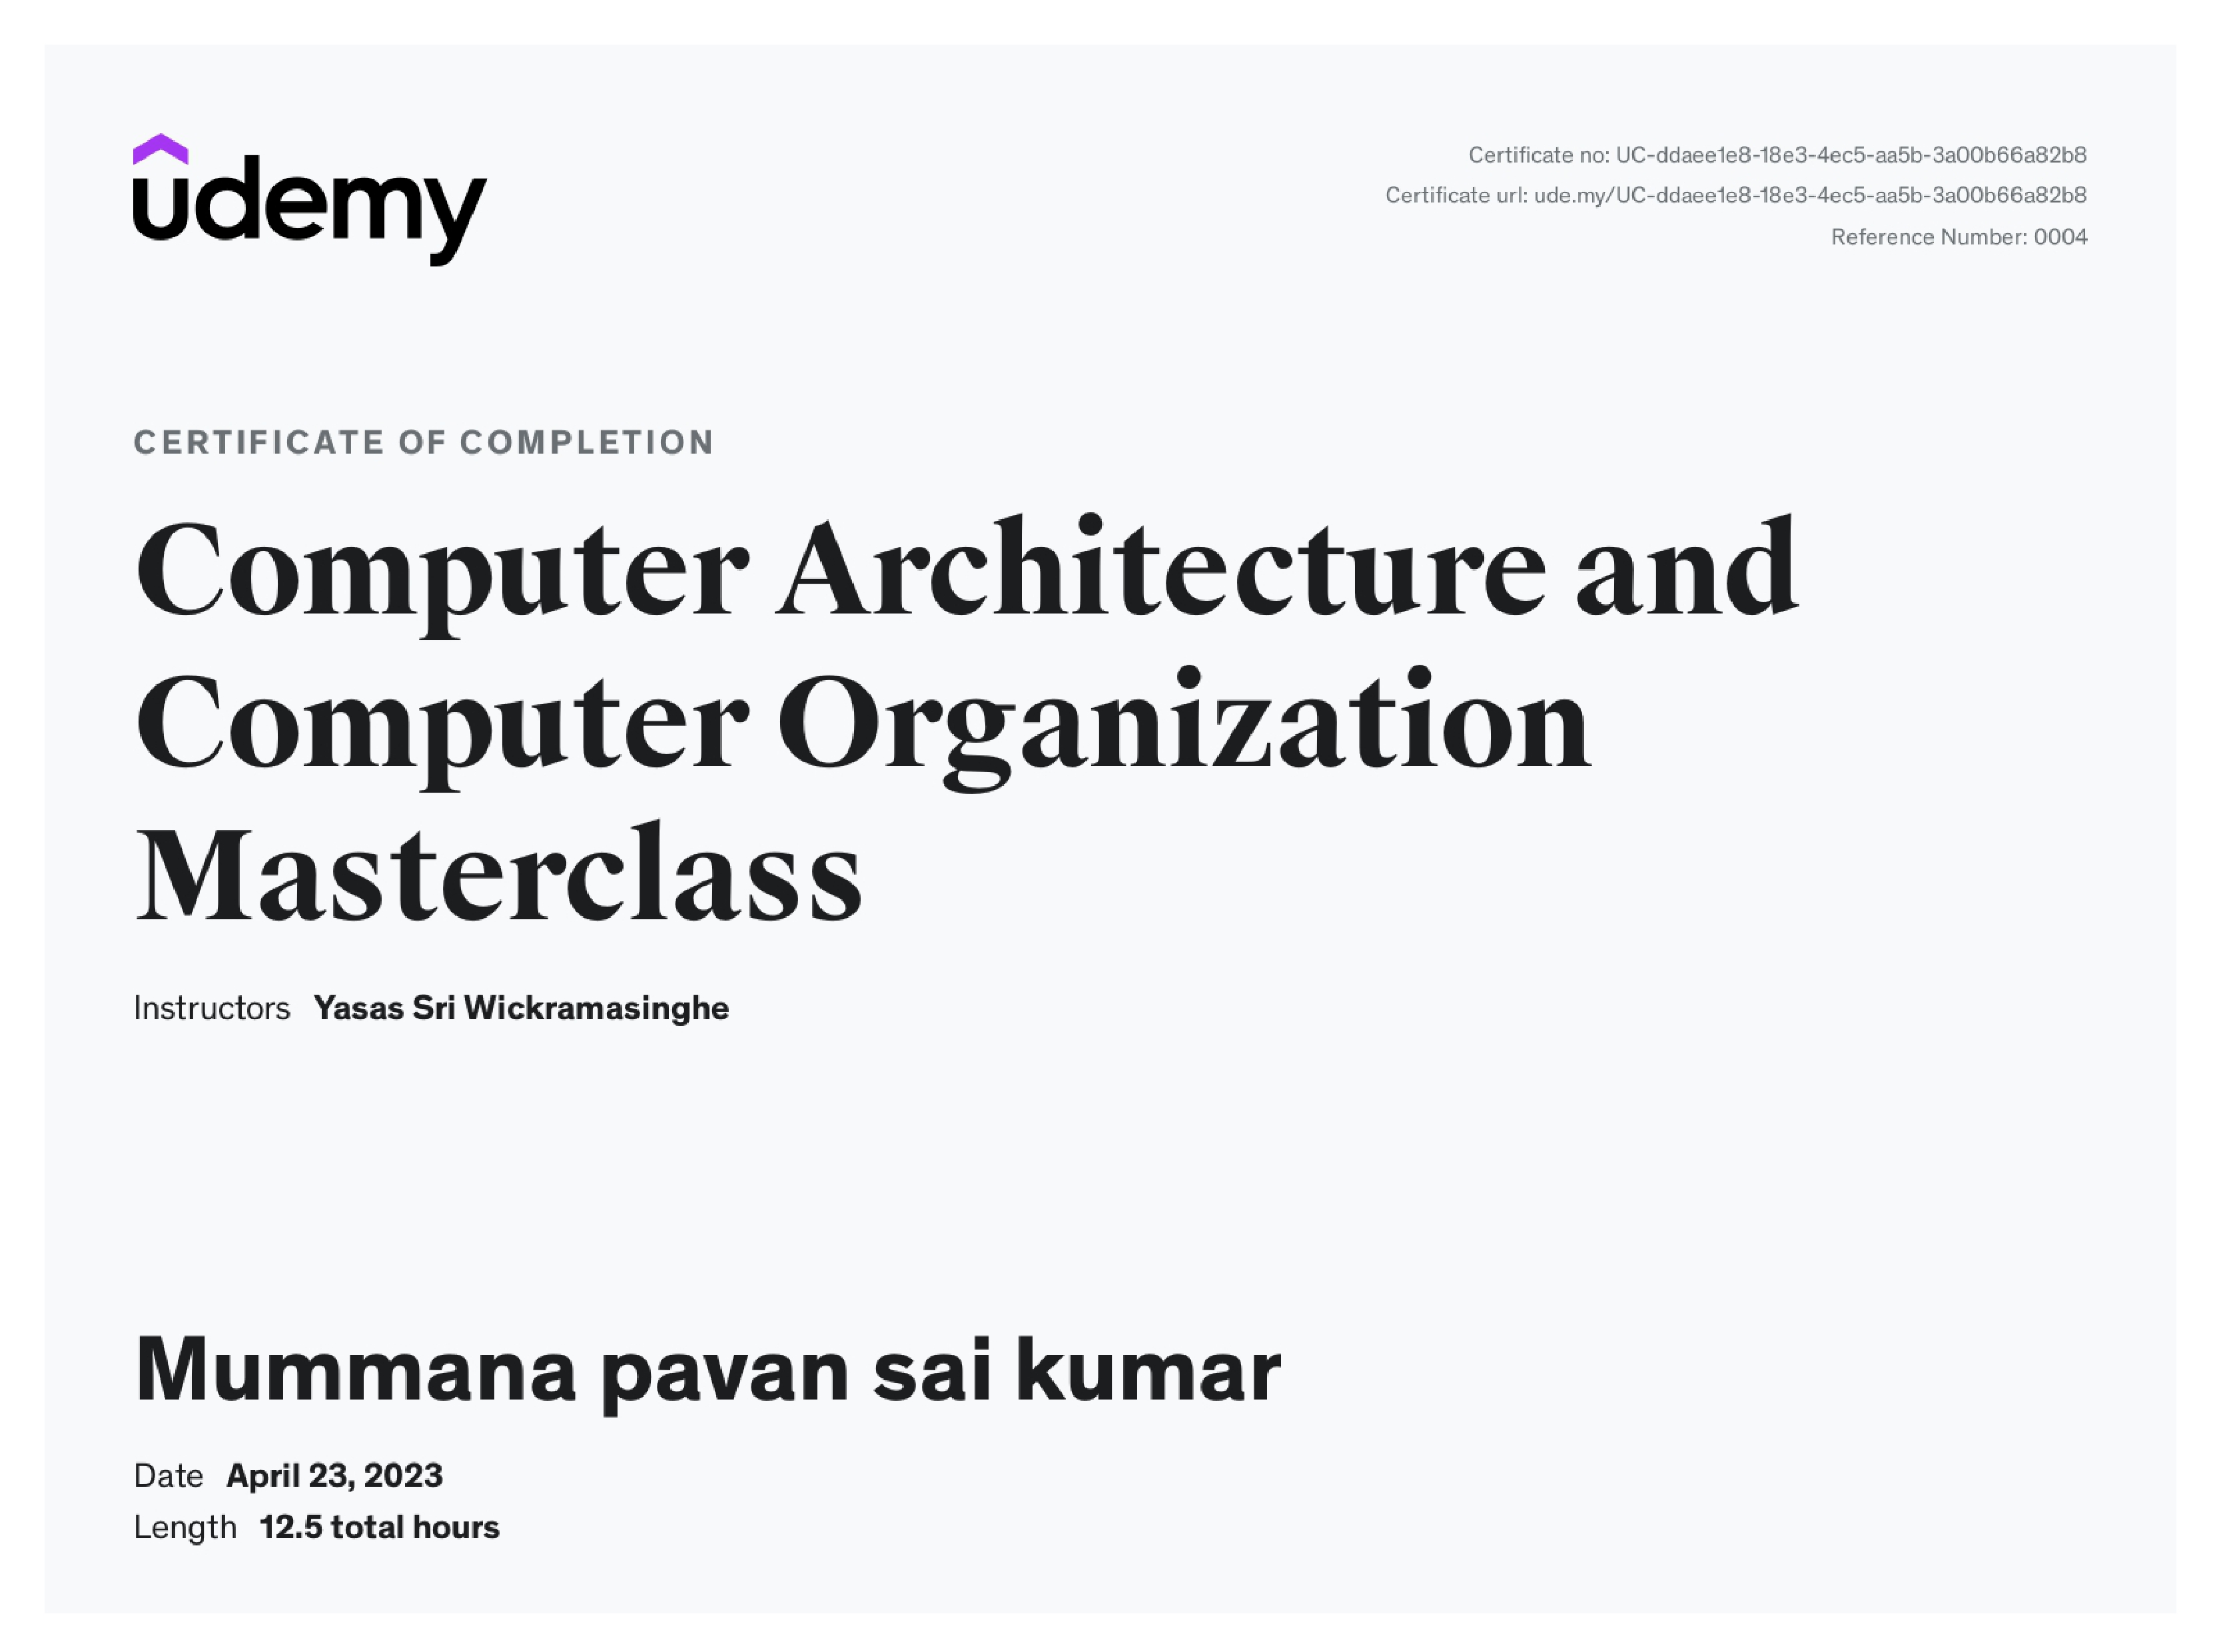 udemy
Certificate no: UC-ddaee1e8-18e3-4ec5-aa5b-3a00b66a82b8
Certificate url: ude.my/UC-ddaee1e8-18e3-4ec5-aa5b-3a00b66a82b8
Reference Number: 0004
CERTIFICATE OF COMPLETION
Computer Architecture and
Computer Organization
Masterclass
Instructors Yasas Sri Wickramasinghe
Mummana pavan sai kumar
Date April 23, 2023
Length 12.5 total hours